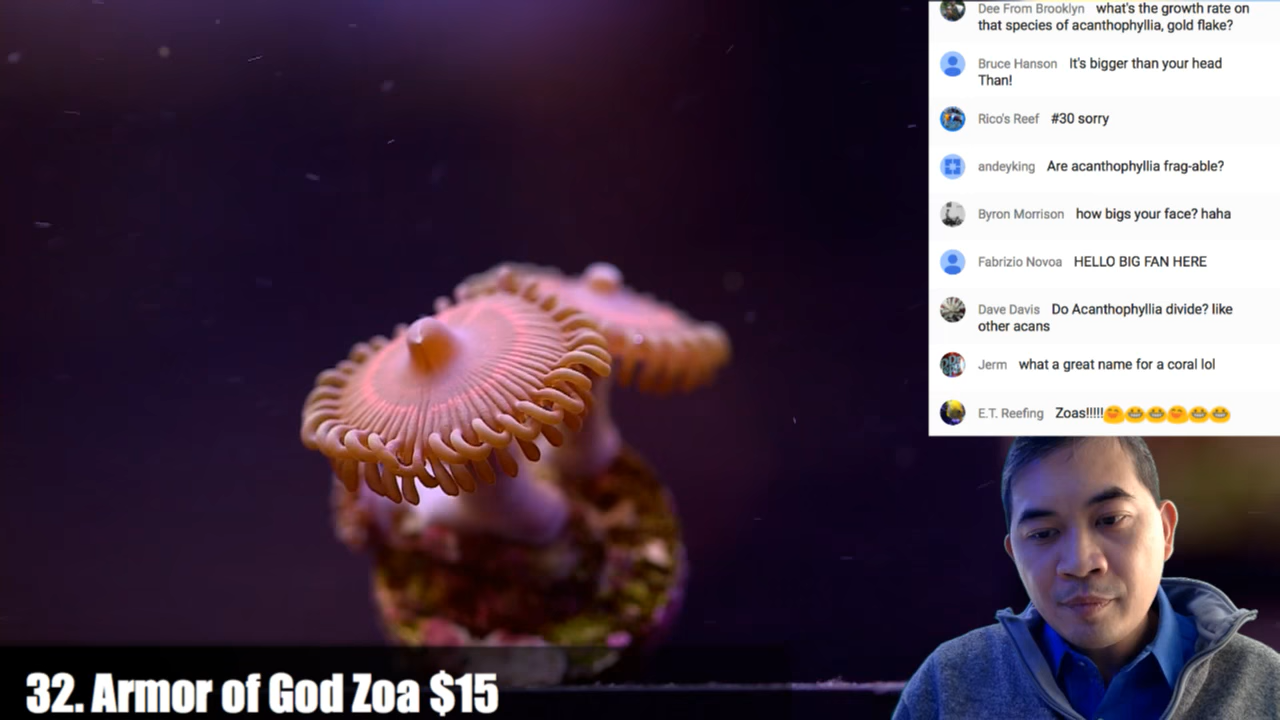 Dee From Brooklyn what's the growth rate on
that species of acanthophyllia, gold flake?
Bruce Hanson It's bigger than your head
Than!
Rico's Reef #30 sorry
andeyking Are acanthophyllia frag-able?
Byron Morrison how bigs your face? haha
Fabrizio Novoa HELLO BIG FAN HERE
Dave Davis Do Acanthophyllia divide? like
other acans
Jerm what a great name for a coral lol
E.T. Reefing Zoas!!!!!😊😂😂😊😂😂
32. Armor of God Zoa $15